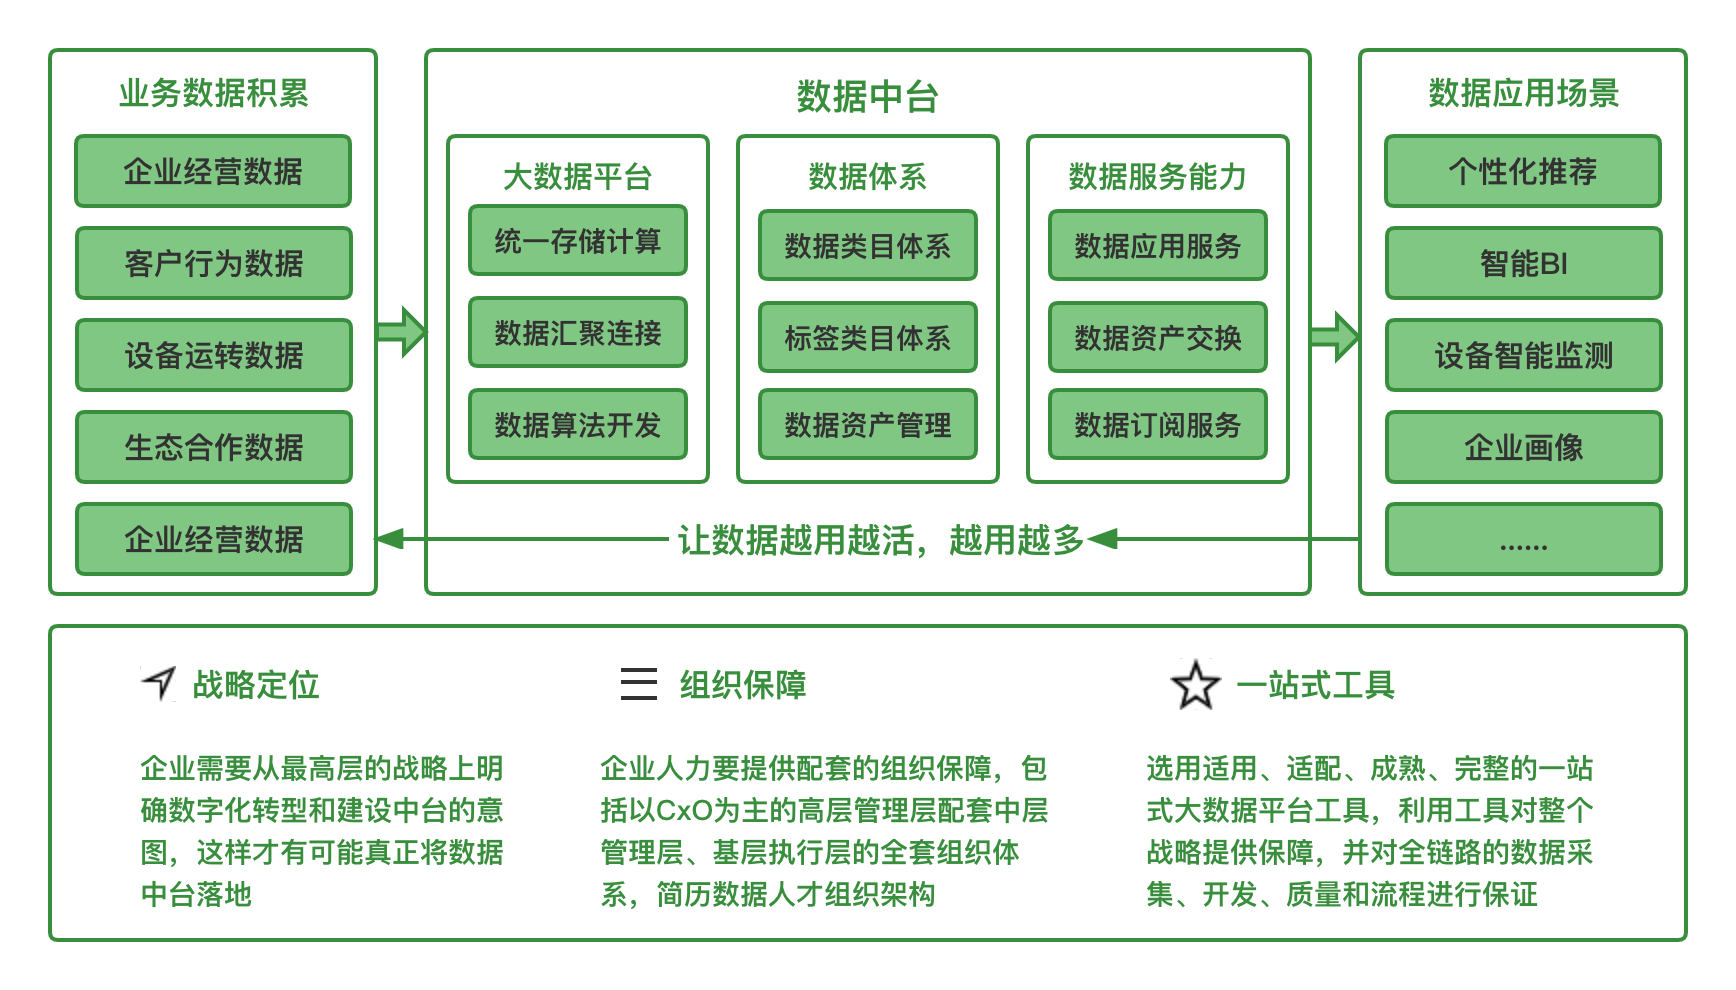 业务数据积累
企业经营数据
客户行为数据
设备运转数据
生态合作数据
企业经营数据
数据中台
大数据平台
统一存储计算
数据汇聚连接
数据算法开发
数据体系
数据类目体系
标签类目体系
数据资产管理
数据服务能力
数据应用服务
数据资产交换
数据订阅服务
让数据越用越活，越用越多
数据应用场景
个性化推荐
智能BI
设备智能监测
企业画像
......
战略定位
企业需要从最高层的战略上明
确数字化转型和建设中台的意
图，这样才有可能真正将数据
中台落地
组织保障
企业人力要提供配套的组织保障，包
括以CxO为主的高层管理层配套中层
管理层、基层执行层的全套组织体
系，简历数据人才组织架构
一站式工具
选用适用、适配、成熟、完整的一站
式大数据平台工具，利用工具对整个
战略提供保障，并对全链路的数据采
集、开发、质量和流程进行保证